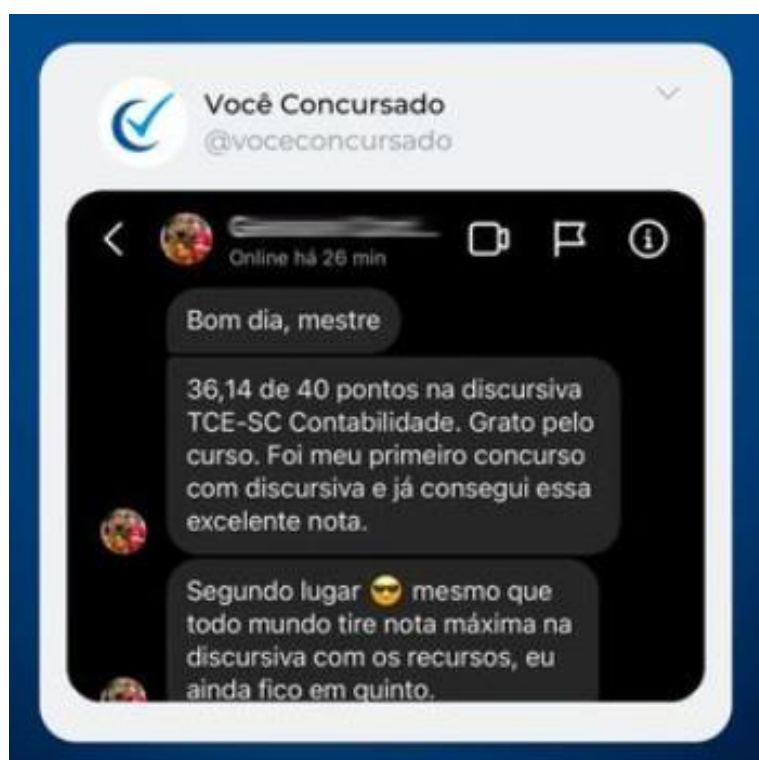 Você Concursado
@voceconcursado
Online há 26 min
Bom dia, mestre
36,14 de 40 pontos na discursiva
TCE-SC Contabilidade. Grato pelo
curso. Foi meu primeiro concurso
com discursiva e já consegui essa
excelente nota.
Segundo lugar 😎 mesmo que
todo mundo tire nota máxima na
discursiva com os recursos, eu
ainda fico em quinto.